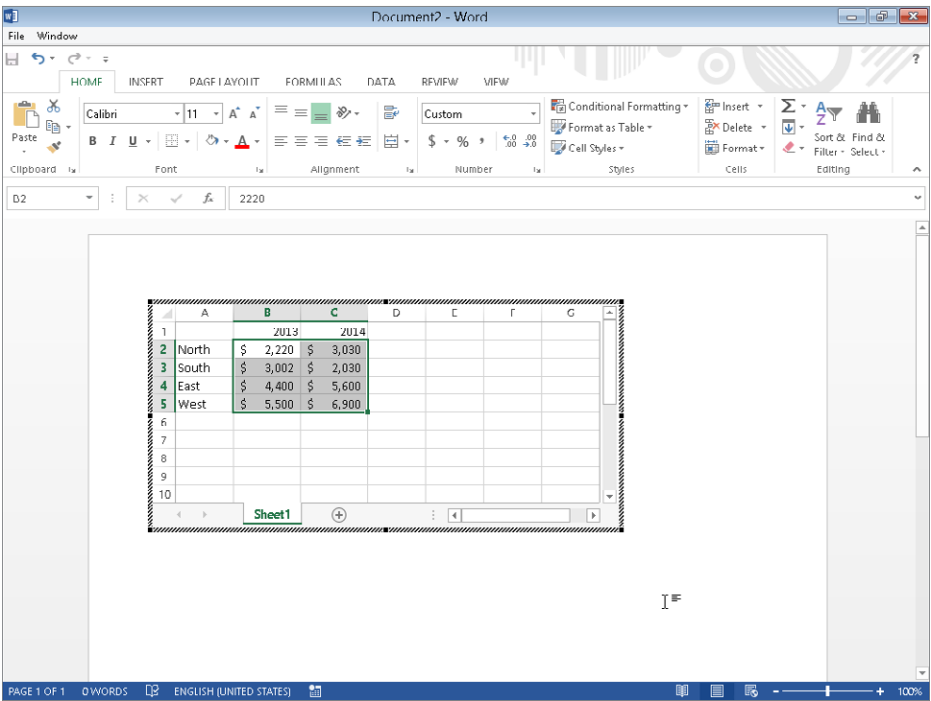 Document2 - Word
File Window
?
HOME INSERT PAGE LAYOUT FORMULAS DATA REVIEW VIEW
Calibri 11 A A Custom Conditional Formatting Insert Σ A
Paste Format as Table Delete Z Sort & Find &
B I U A $ % , .00 .0 Cell Styles Format Filter Select
Clipboard Font Alignment Number Styles Cells Editing
B2 fx 2220
A B C D E F G
1 2013 2014
2 North $ 2,220 $ 3,030
3 South $ 3,002 $ 2,030
4 East $ 4,400 $ 5,600
5 West $ 5,500 $ 6,900
6
7
8
9
10
Sheet1
PAGE 1 OF 1 0 WORDS ENGLISH (UNITED STATES) 100%